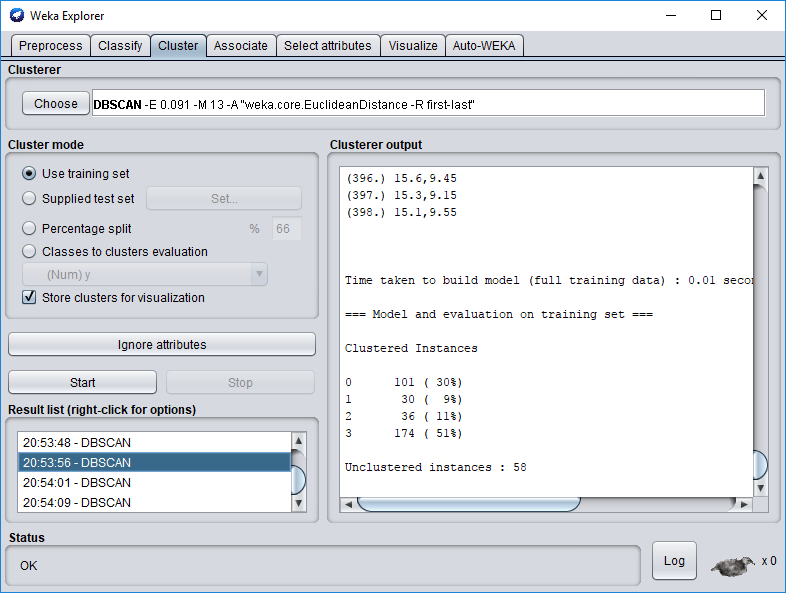 Weka Explorer
Preprocess Classify Cluster Associate Select attributes Visualize Auto-WEKA
Clusterer
Choose DBSCAN -E 0.091 -M 13 -A "weka.core.EuclideanDistance -R first-last"
Cluster mode
Use training set
Supplied test set Set...
Percentage split % 66
Classes to clusters evaluation
(Num) y
Store clusters for visualization
Ignore attributes
Start Stop
Result list (right-click for options)
20:53:48 - DBSCAN
20:53:56 - DBSCAN
20:54:01 - DBSCAN
20:54:09 - DBSCAN
Clusterer output
(396.) 15.6,9.45
(397.) 15.3,9.15
(398.) 15.1,9.55
Time taken to build model (full training data) : 0.01 secon
=== Model and evaluation on training set ===
Clustered Instances
0 101 ( 30%)
1 30 ( 9%)
2 36 ( 11%)
3 174 ( 51%)
Unclustered instances : 58
Status
OK
Log x 0